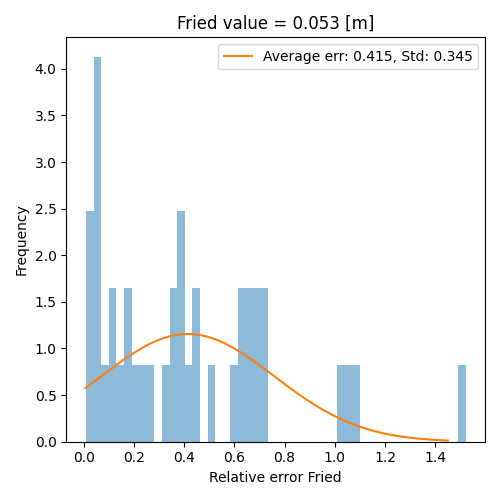 Fried value = 0.053 [m]
Average err: 0.415, Std: 0.345
4.0
3.5
3.0
2.5
2.0
1.5
1.0
0.5
0.0
Frequency
0.0 0.2 0.4 0.6 0.8 1.0 1.2 1.4
Relative error Fried